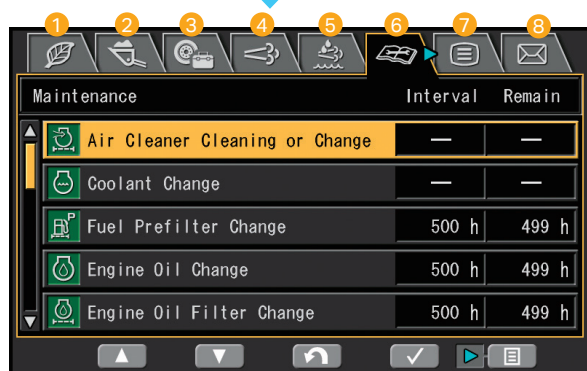 1 2 3 4 5 6 7 8
Maintenance Interval Remain
Air Cleaner Cleaning or Change — —
Coolant Change — —
P
Fuel Prefilter Change 500 h 499 h
Engine Oil Change 500 h 499 h
Engine Oil Filter Change 500 h 499 h